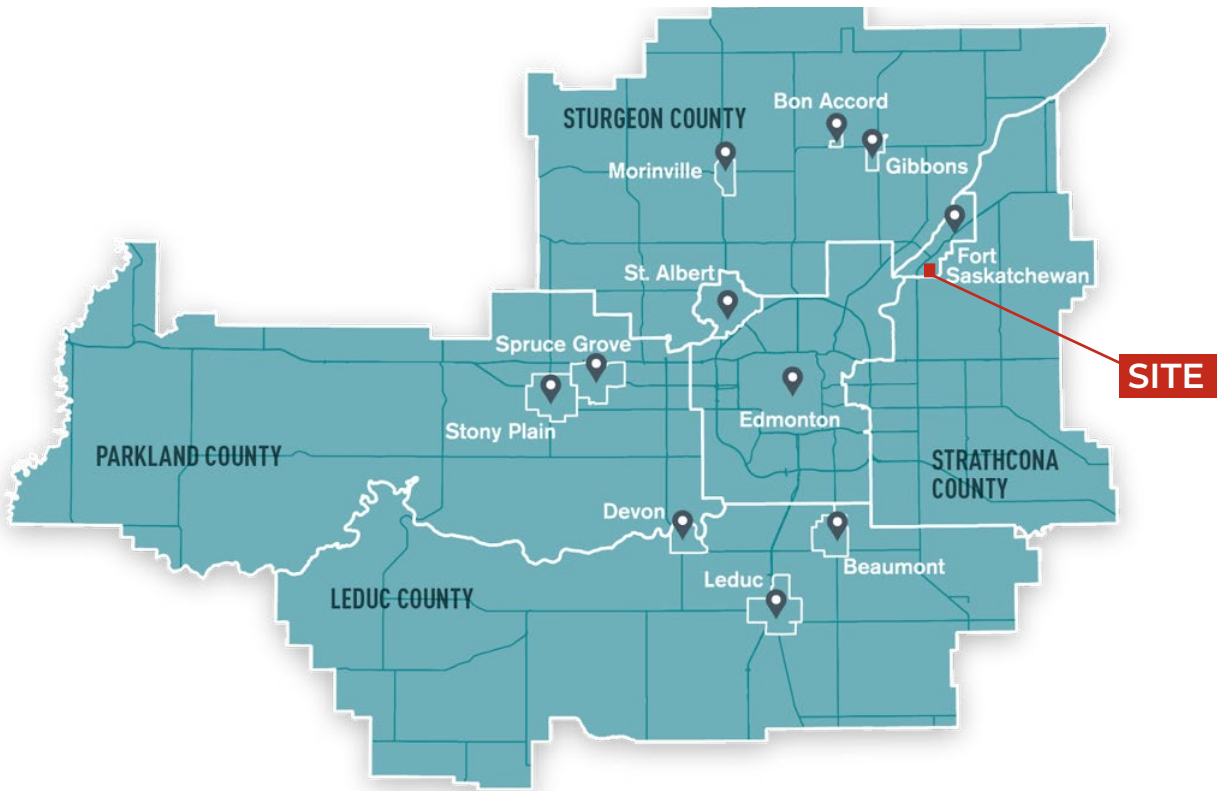 Bon Accord
STURGEON COUNTY
Morinville
Gibbons
Fort
Saskatchewan
St. Albert
Spruce Grove
SITE
Edmonton
Stony Plain
PARKLAND COUNTY
STRATHCONA
COUNTY
Devon
Beaumont
Leduc
LEDUC COUNTY